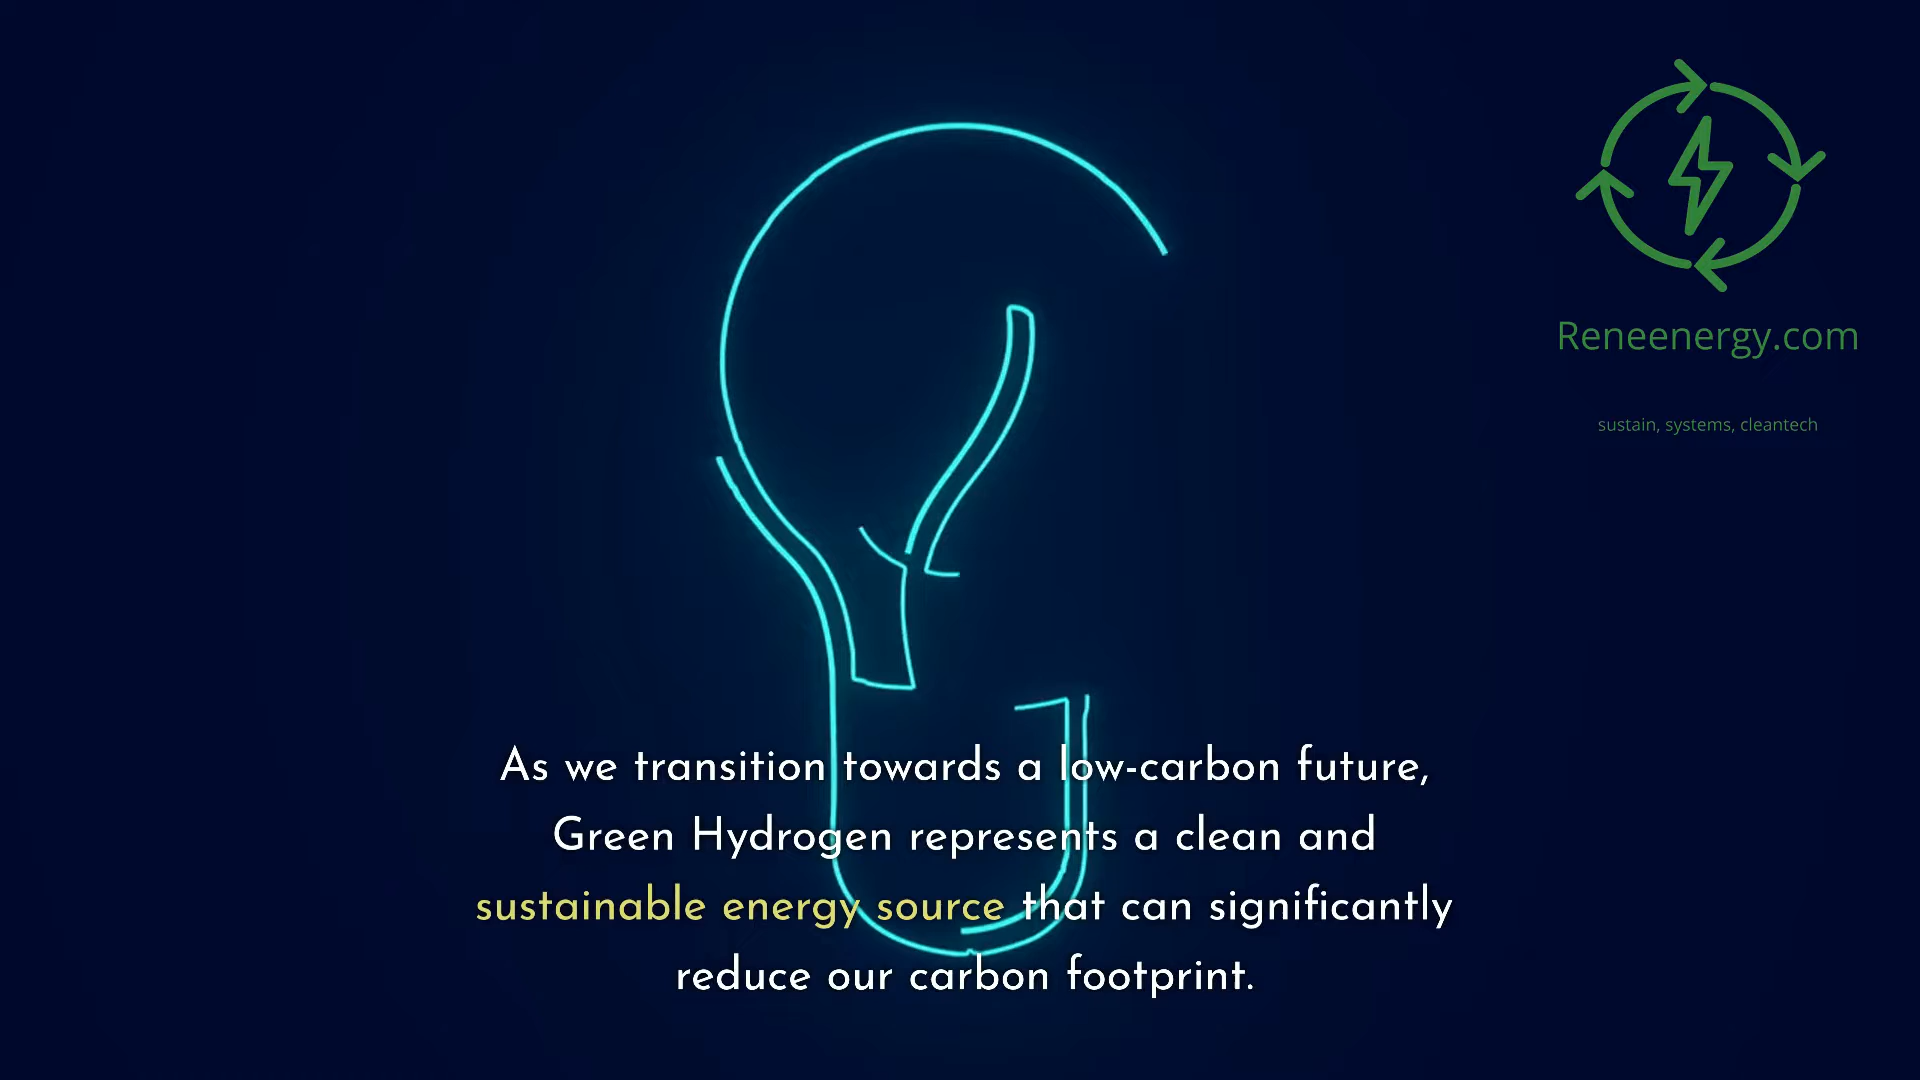 Reneenergy.com
sustain, systems, cleantech
As we transition towards a low-carbon future,
Green Hydrogen represents a clean and
sustainable energy source that can significantly
reduce our carbon footprint.